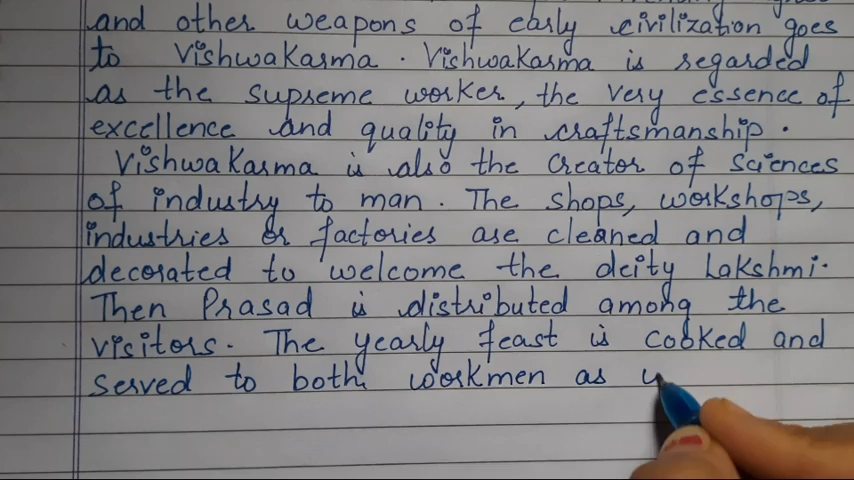 and other weapons of early civilization goes
to Vishwakarma. Vishwakarma is regarded
as the supreme worker, the very essence of
excellence and quality in craftsmanship.
Vishwakarma is also the creator of sciences
of industry to man. The shops, workshops,
industries or factories are cleaned and
decorated to welcome the deity Lakshmi.
Then Prasad is distributed among the
visitors. The yearly feast is cooked and
served to both workmen as